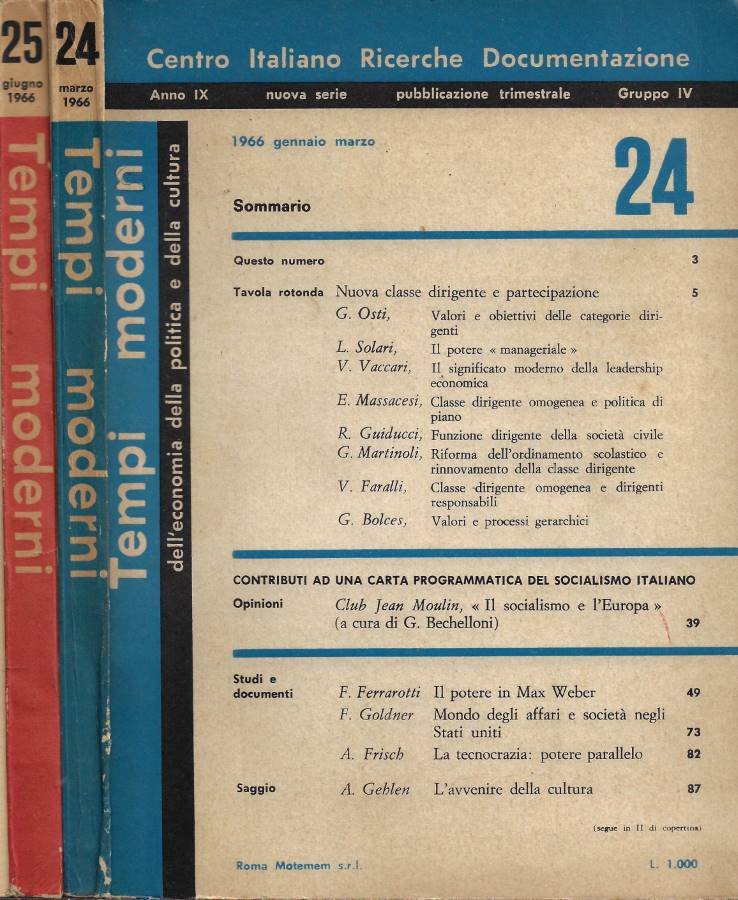 25
giugno
1966
Tempi moderni
24
marzo
1966
Tempi moderni
Centro Italiano Ricerche Documentazione
Anno IX nuova serie pubblicazione trimestrale Gruppo IV
Tempi moderni
dell'economia della politica e della cultura
1966 gennaio marzo
24
Sommario
Questo numero 3
Tavola rotonda Nuova classe dirigente e partecipazione 5
G. Osti, Valori e obiettivi delle categorie diri-
genti
L. Solari, Il potere « manageriale »
V. Vaccari, Il significato moderno della leadership
economica
E. Massacesi, Classe dirigente omogenea e politica di
piano
R. Guiducci, Funzione dirigente della società civile
G. Martinoli, Riforma dell'ordinamento scolastico e
rinnovamento della classe dirigente
V. Faralli, Classe dirigente omogenea e dirigenti
responsabili
G. Bolces, Valori e processi gerarchici
CONTRIBUTI AD UNA CARTA PROGRAMMATICA DEL SOCIALISMO ITALIANO
Opinioni Club Jean Moulin, « Il socialismo e l'Europa »
(a cura di G. Bechelloni) 39
Studi e
documenti F. Ferrarotti Il potere in Max Weber 49
F. Goldner Mondo degli affari e società negli
Stati uniti 73
A. Frisch La tecnocrazia: potere parallelo 82
Saggio A. Gehlen L'avvenire della cultura 87
(segue in II di copertina)
Roma Motemem s.r.l. L. 1.000